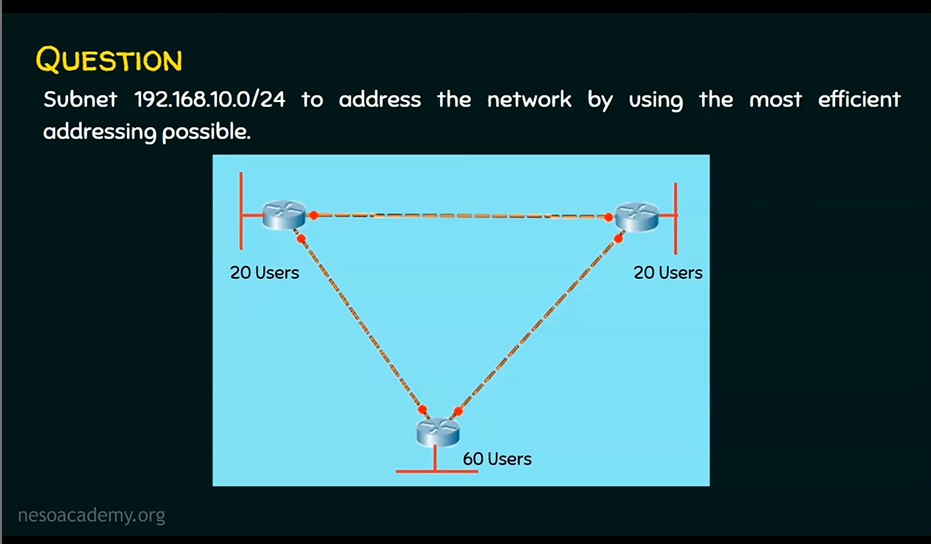 QUESTION
Subnet 192.168.10.0/24 to address the network by using the most efficient
addressing possible.
20 Users
20 Users
60 Users
nesoacademy.org